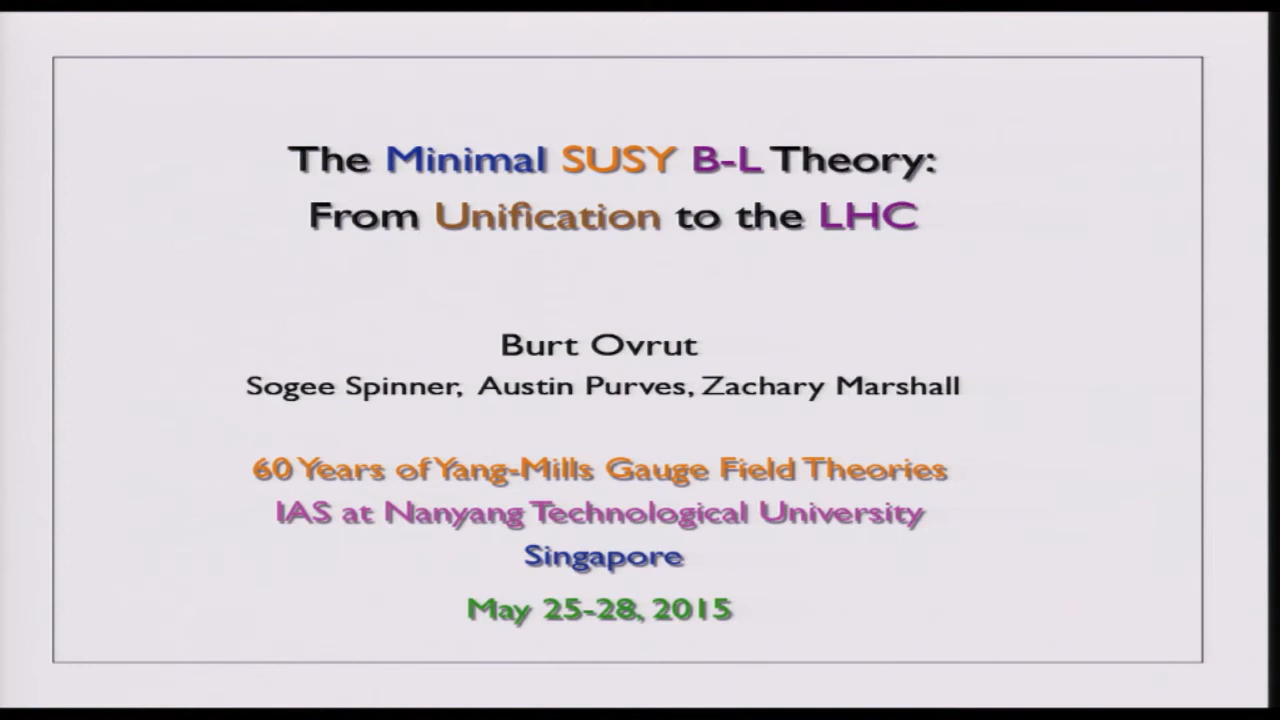 The Minimal SUSY B-L Theory:
From Unification to the LHC
Burt Ovrut
Sogee Spinner, Austin Purves, Zachary Marshall
60 Years of Yang-Mills Gauge Field Theories
IAS at Nanyang Technological University
Singapore
May 25-28, 2015